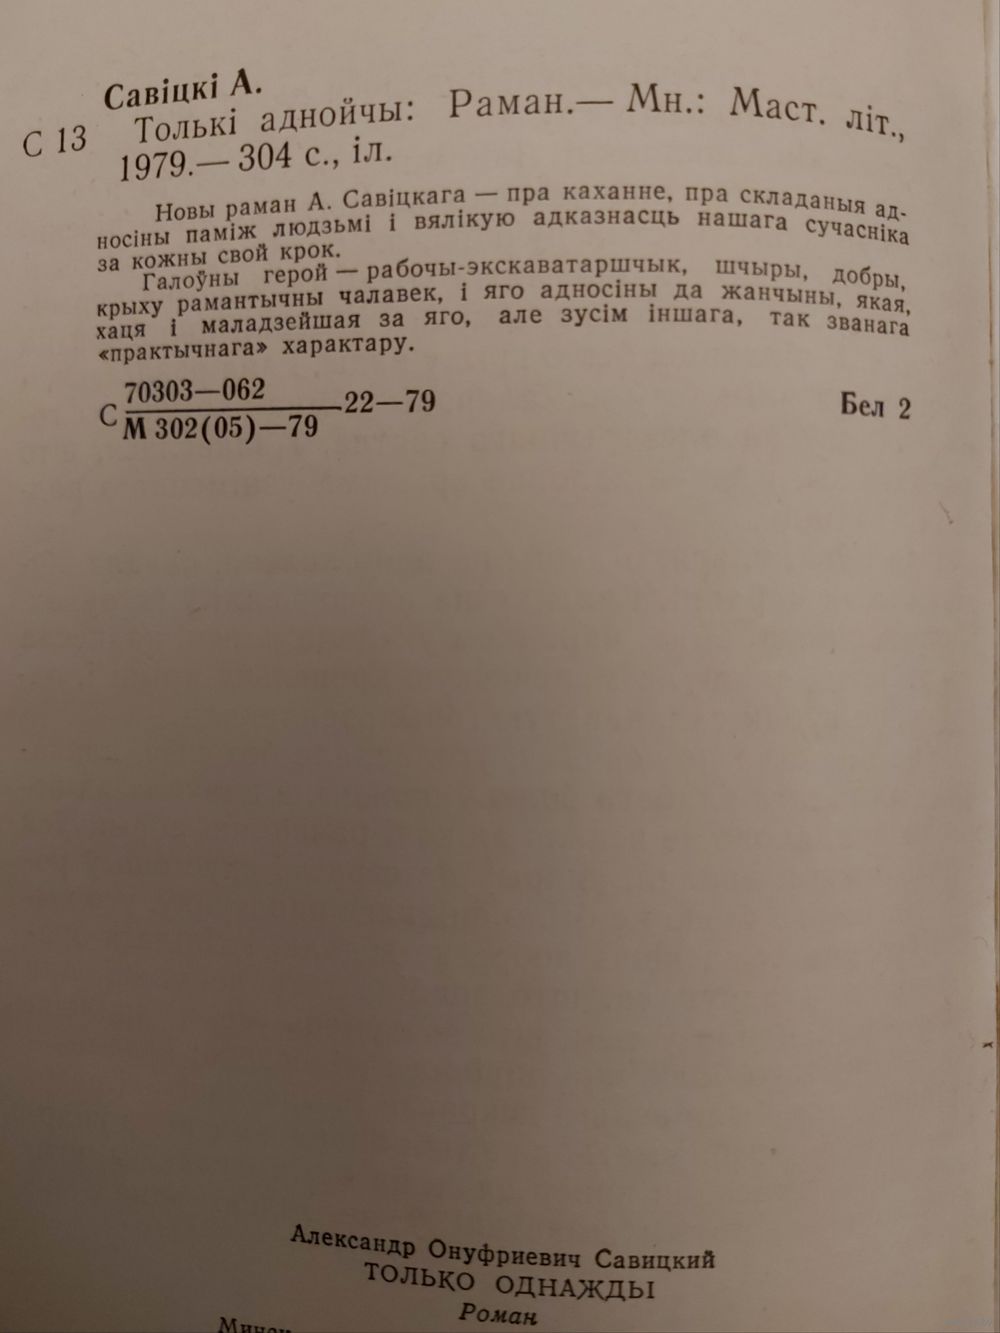 Савіцкі А.
С 13 Толькі аднойчы: Раман.— Мн.: Маст. літ.,
1979.— 304 с., іл.
Новы раман А. Савіцкага — пра каханне, пра складаныя ад-
носіны паміж людзьмі і вялікую адказнасць нашага сучасніка
за кожны свой крок.
Галоўны герой — рабочы-экскаватаршчык, шчыры, добры,
крыху рамантычны чалавек, і яго адносіны да жанчыны, якая,
хаця і маладзейшая за яго, але зусім іншага, так званага
«практычнага» характару.
70303—062
С 22—79 Бел 2
М 302(05)—79
Александр Онуфриевич Савицкий
ТОЛЬКО ОДНАЖДЫ
Роман